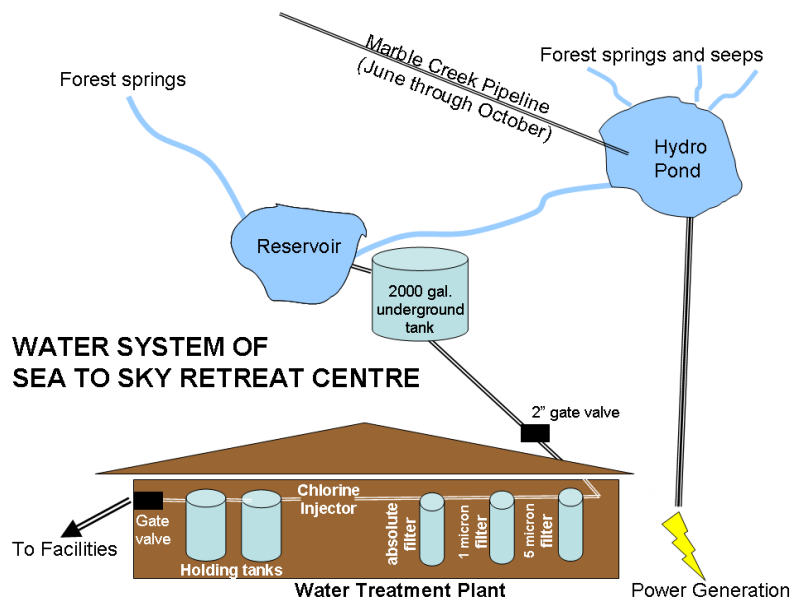 Marble Creek Pipeline
(June through October)
Forest springs and seeps
Forest springs
Hydro
Pond
Reservoir
2000 gal.
underground
tank
WATER SYSTEM OF
SEA TO SKY RETREAT CENTRE
2” gate valve
Chlorine
Injector
absolute
filter
1 micron
filter
5 micron
filter
Gate
valve
To Facilities
Holding tanks
Water Treatment Plant
Power Generation